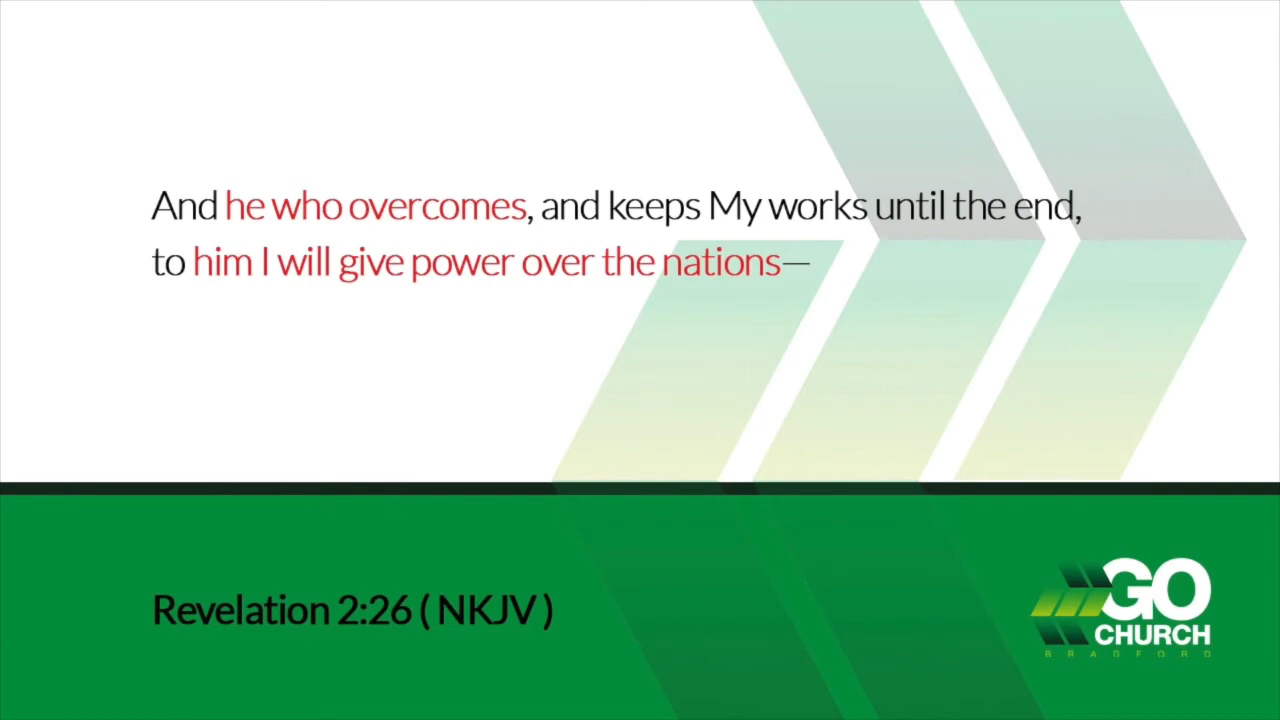 And he who overcomes, and keeps My works until the end,
to him I will give power over the nations—
Revelation 2:26 ( NKJV )
GO
CHURCH
BRADFORD